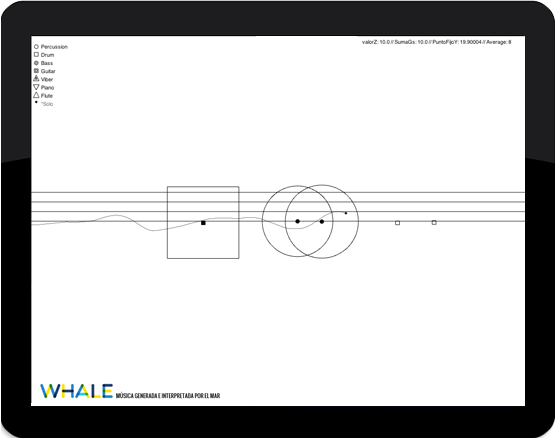 valorZ: 10.0 // SumaGs: 10.0 // PuntoFijoY: 19.90004 // Average: 8
Percussion
Drum
Bass
Guitar
Viber
Piano
Flute
*Solo
WHALE MÚSICA GENERADA E INTERPRETADA POR EL MAR